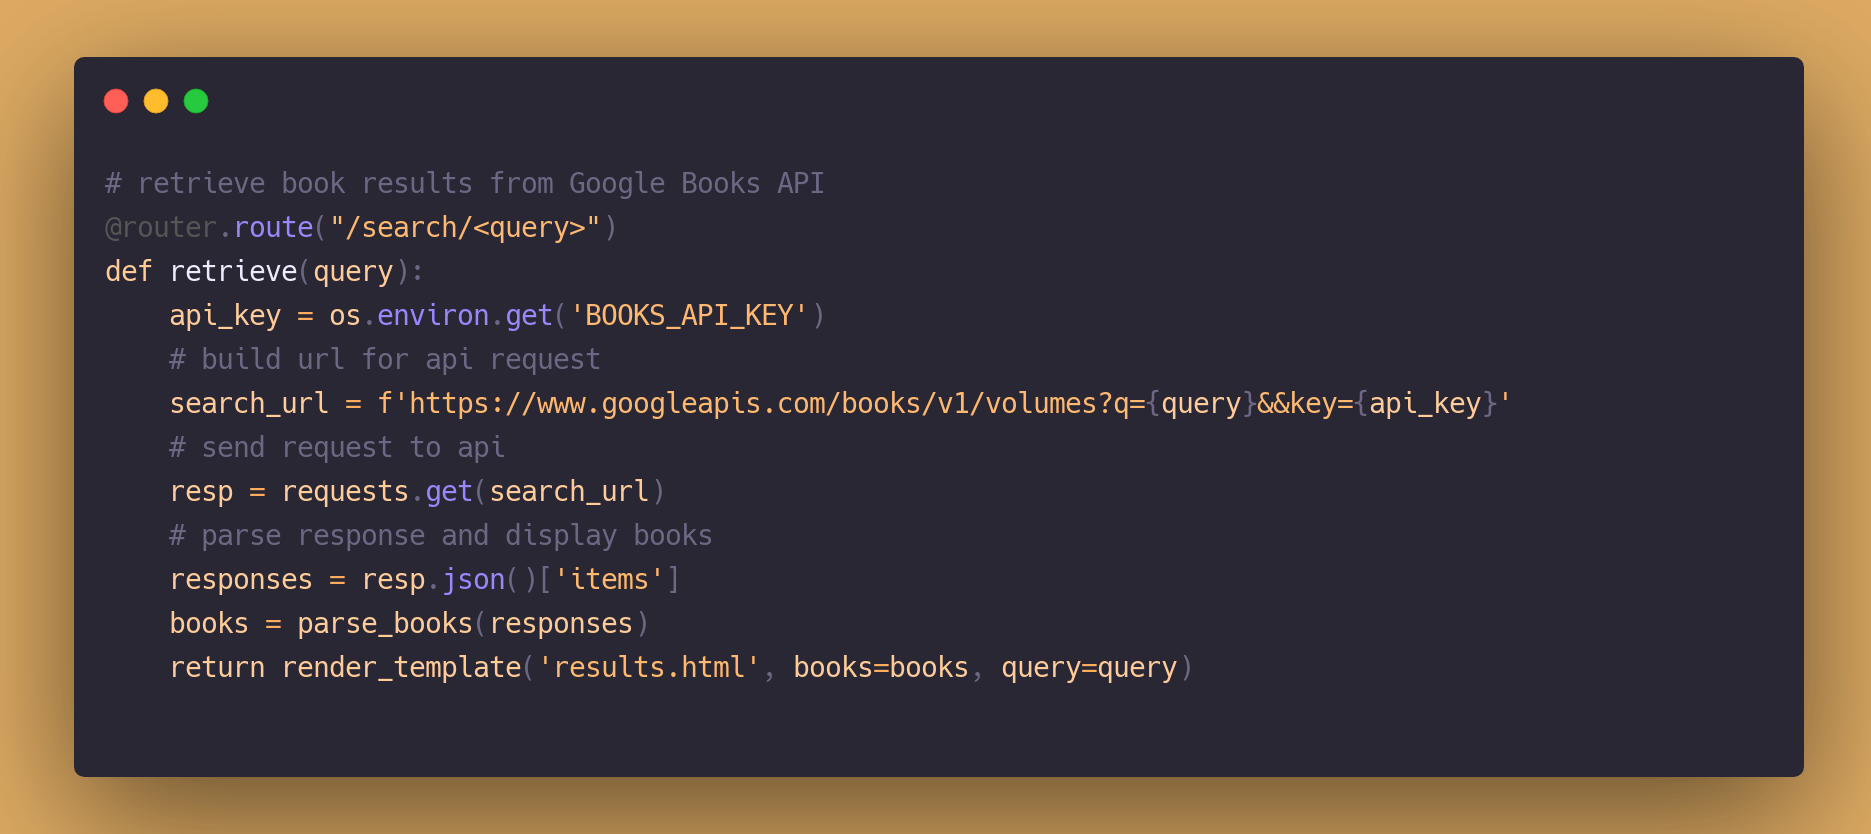 # retrieve book results from Google Books API
@router.route("/search/<query>")
def retrieve(query):
    api_key = os.environ.get('BOOKS_API_KEY')
    # build url for api request
    search_url = f'https://www.googleapis.com/books/v1/volumes?q={query}&&key={api_key}'
    # send request to api
    resp = requests.get(search_url)
    # parse response and display books
    responses = resp.json()['items']
    books = parse_books(responses)
    return render_template('results.html', books=books, query=query)